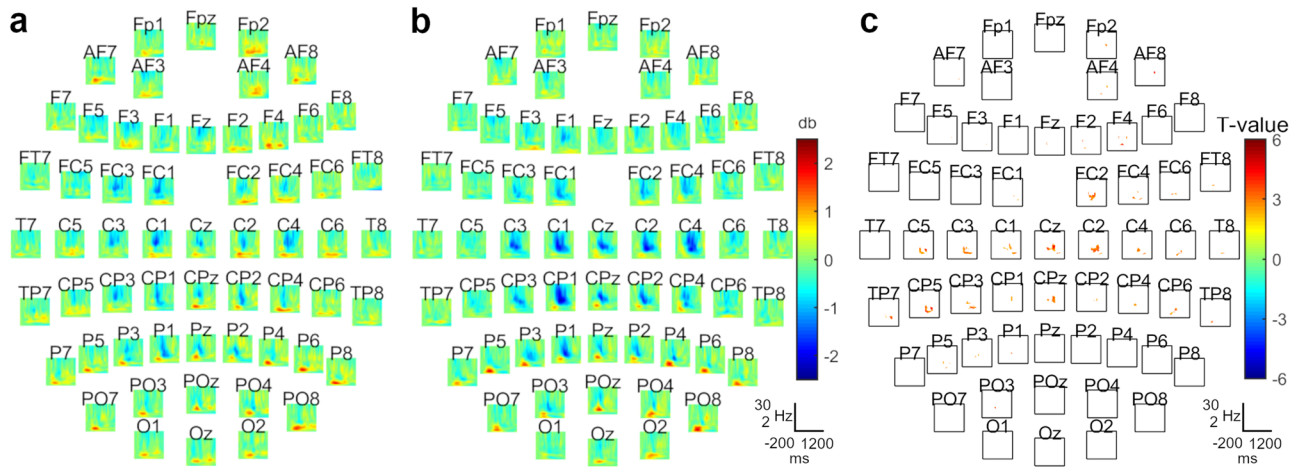 a
Fp1 Fpz Fp2
AF7 AF3 AF4 AF8
F7 F5 F3 F1 Fz F2 F4 F6 F8
FT7 FC5 FC3 FC1 FC2 FC4 FC6 FT8
T7 C5 C3 C1 Cz C2 C4 C6 T8
TP7 CP5 CP3 CP1 CPz CP2 CP4 CP6 TP8
P7 P5 P3 P1 Pz P2 P4 P6 P8
PO7 PO3 POz PO4 PO8
O1 Oz O2
b
Fp1 Fpz Fp2
AF7 AF3 AF4 AF8
F7 F5 F3 F1 Fz F2 F4 F6 F8
FT7 FC5 FC3 FC1 FC2 FC4 FC6 FT8
T7 C5 C3 C1 Cz C2 C4 C6 T8
TP7 CP5 CP3 CP1 CPz CP2 CP4 CP6 TP8
P7 P5 P3 P1 Pz P2 P4 P6 P8
PO7 PO3 POz PO4 PO8
O1 Oz O2
db
2
1
0
-1
-2
30
2 Hz
-200 1200
ms
c
Fp1 Fpz Fp2
AF7 AF3 AF4 AF8
F7 F5 F3 F1 Fz F2 F4 F6 F8
FT7 FC5 FC3 FC1 FC2 FC4 FC6 FT8
T7 C5 C3 C1 Cz C2 C4 C6 T8
TP7 CP5 CP3 CP1 CPz CP2 CP4 CP6 TP8
P7 P5 P3 P1 Pz P2 P4 P6 P8
PO7 PO3 POz PO4 PO8
O1 Oz O2
T-value
6
3
0
-3
-6
30
2 Hz
-200 1200
ms